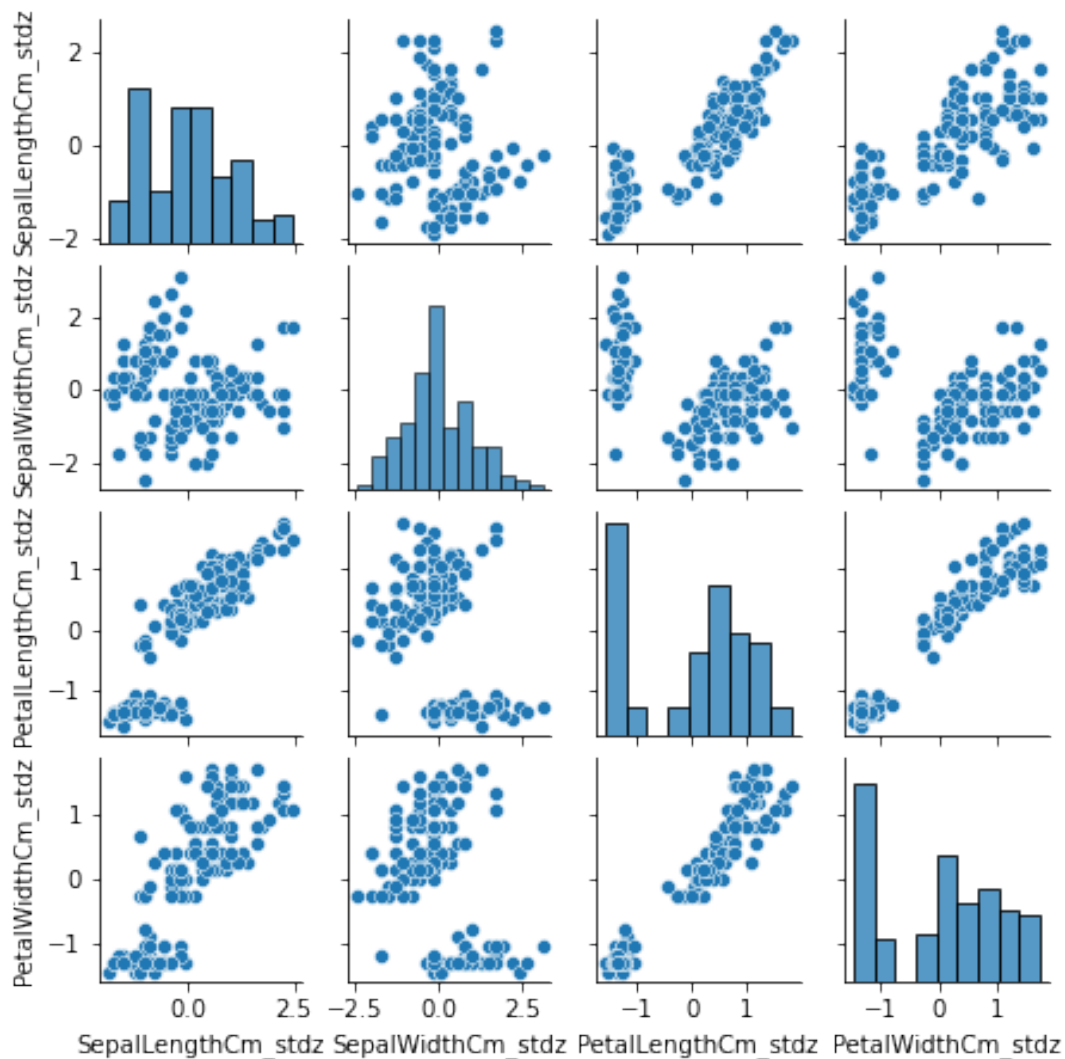 SepalLengthCm_stdz
2
0
−2
SepalWidthCm_stdz
2
0
−2
PetalLengthCm_stdz
1
0
−1
PetalWidthCm_stdz
1
0
−1
0.0 2.5 −2.5 0.0 2.5 −1 0 1 −1 0 1
SepalLengthCm_stdz SepalWidthCm_stdz PetalLengthCm_stdz PetalWidthCm_stdz